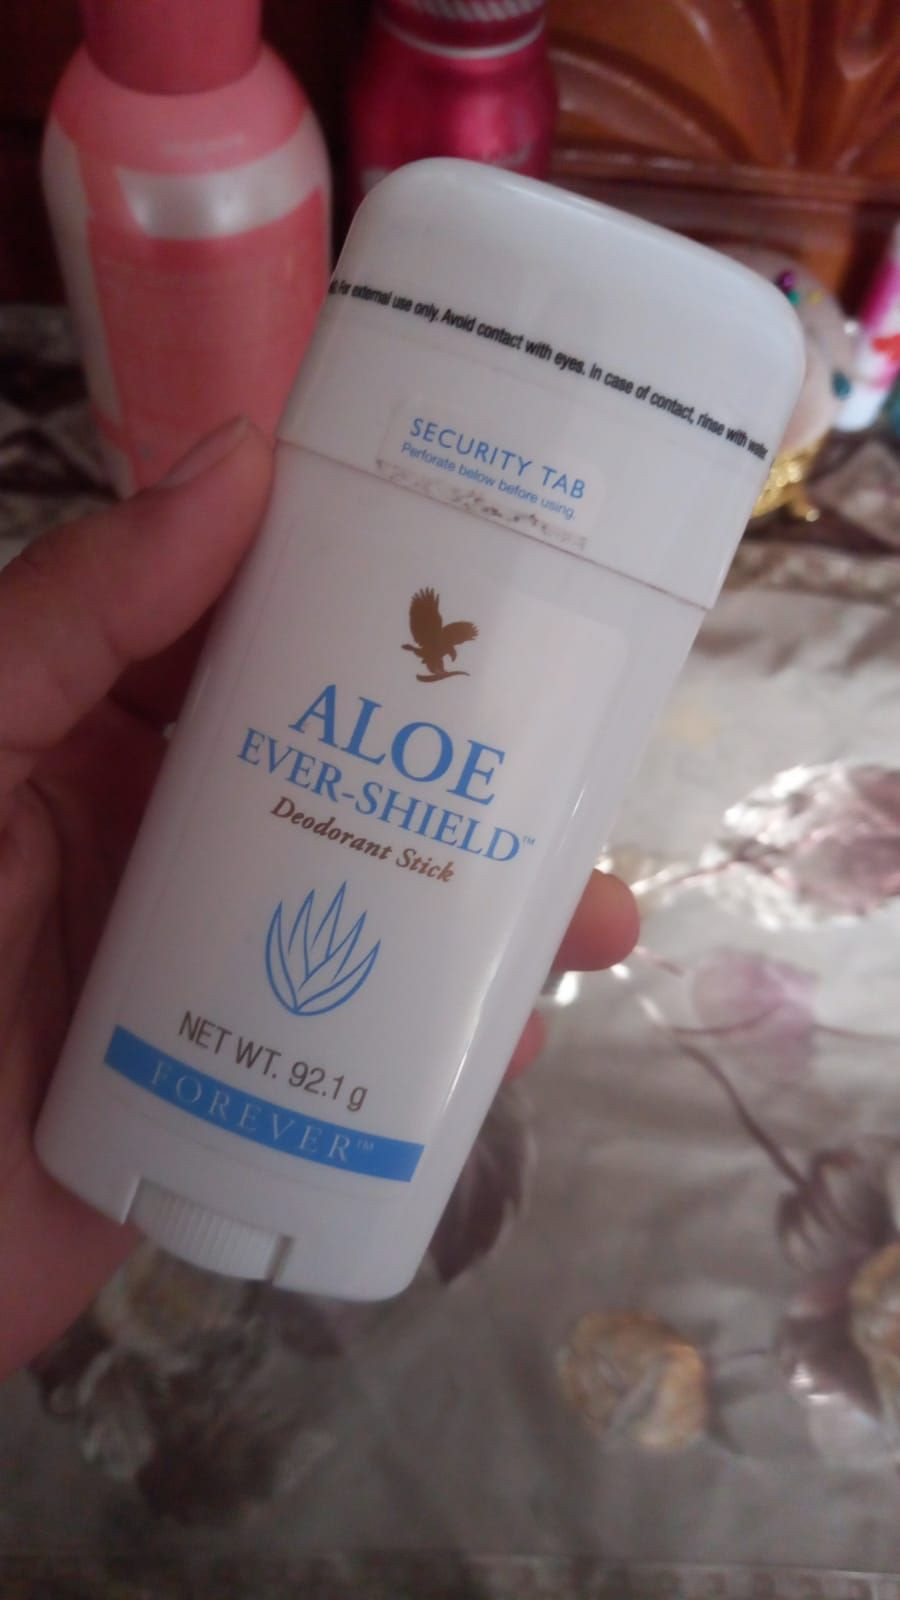 For external use only. Avoid contact with eyes. In case of contact, rinse with water.
SECURITY TAB
Perforate below before using.
ALOE
EVER-SHIELD™
Deodorant Stick
NET WT. 92.1 g
FOREVER™